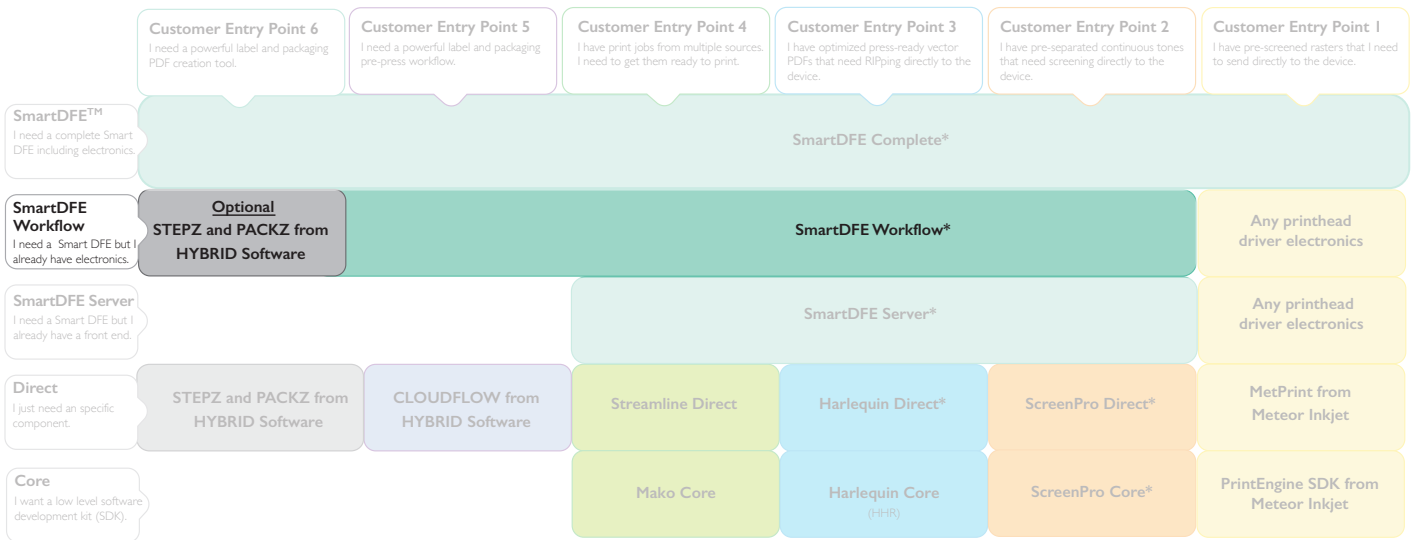 Customer Entry Point 6
I need a powerful label and packaging
PDF creation tool.
Customer Entry Point 5
I need a powerful label and packaging
pre-press workflow.
Customer Entry Point 4
I have print jobs from multiple sources.
I need to get them ready to print.
Customer Entry Point 3
I have optimized press-ready vector
PDFs that need RIPping directly to the
device.
Customer Entry Point 2
I have pre-separated continuous tones
that need screening directly to the
device.
Customer Entry Point 1
I have pre-screened rasters that I need
to send directly to the device.
SmartDFE™
I need a complete Smart
DFE including electronics.
SmartDFE Complete*
SmartDFE
Workflow
I need a Smart DFE but I
already have electronics.
Optional
STEPZ and PACKZ from
HYBRID Software
SmartDFE Workflow*
Any printhead
driver electronics
SmartDFE Server
I need a Smart DFE but I
already have a front end.
SmartDFE Server*
Any printhead
driver electronics
Direct
I just need an specific
component.
STEPZ and PACKZ from
HYBRID Software
CLOUDFLOW from
HYBRID Software
Streamline Direct
Harlequin Direct*
ScreenPro Direct*
MetPrint from
Meteor Inkjet
Core
I want a low level software
development kit (SDK).
Mako Core
Harlequin Core
(HHR)
ScreenPro Core*
PrintEngine SDK from
Meteor Inkjet